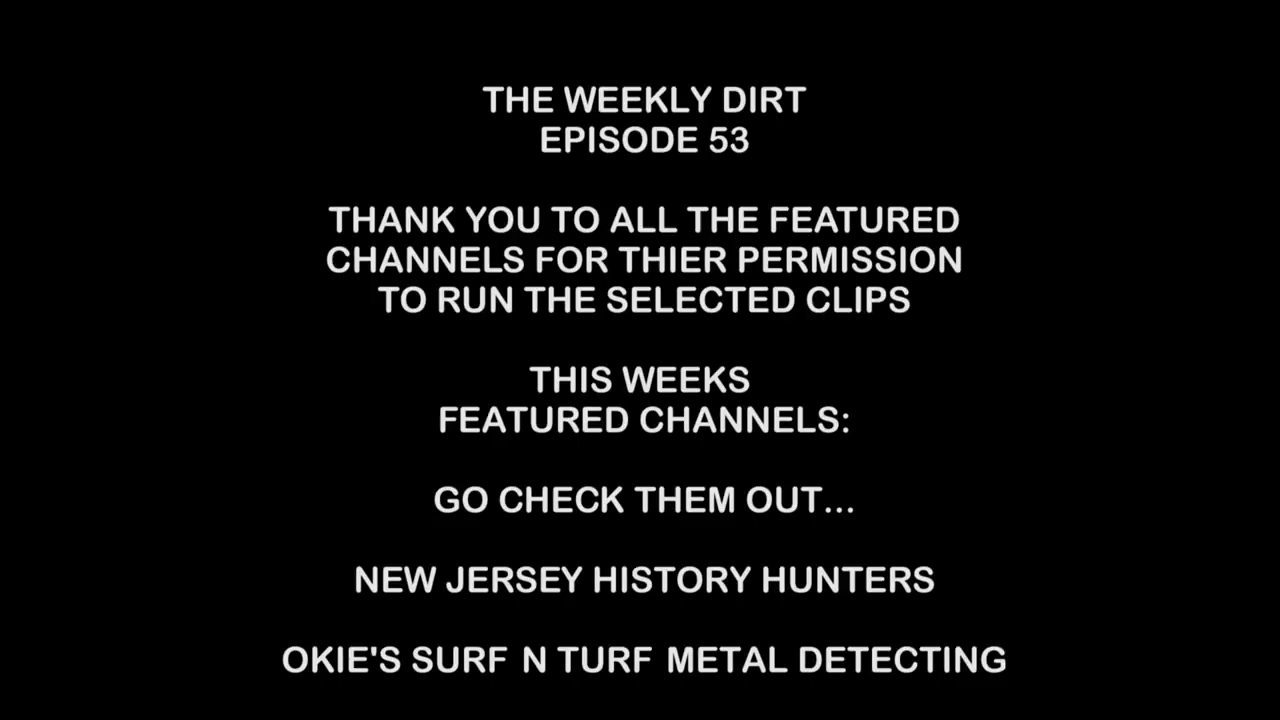 THE WEEKLY DIRT
EPISODE 53
THANK YOU TO ALL THE FEATURED
CHANNELS FOR THIER PERMISSION
TO RUN THE SELECTED CLIPS
THIS WEEKS
FEATURED CHANNELS:
GO CHECK THEM OUT...
NEW JERSEY HISTORY HUNTERS
OKIE'S SURF N TURF METAL DETECTING